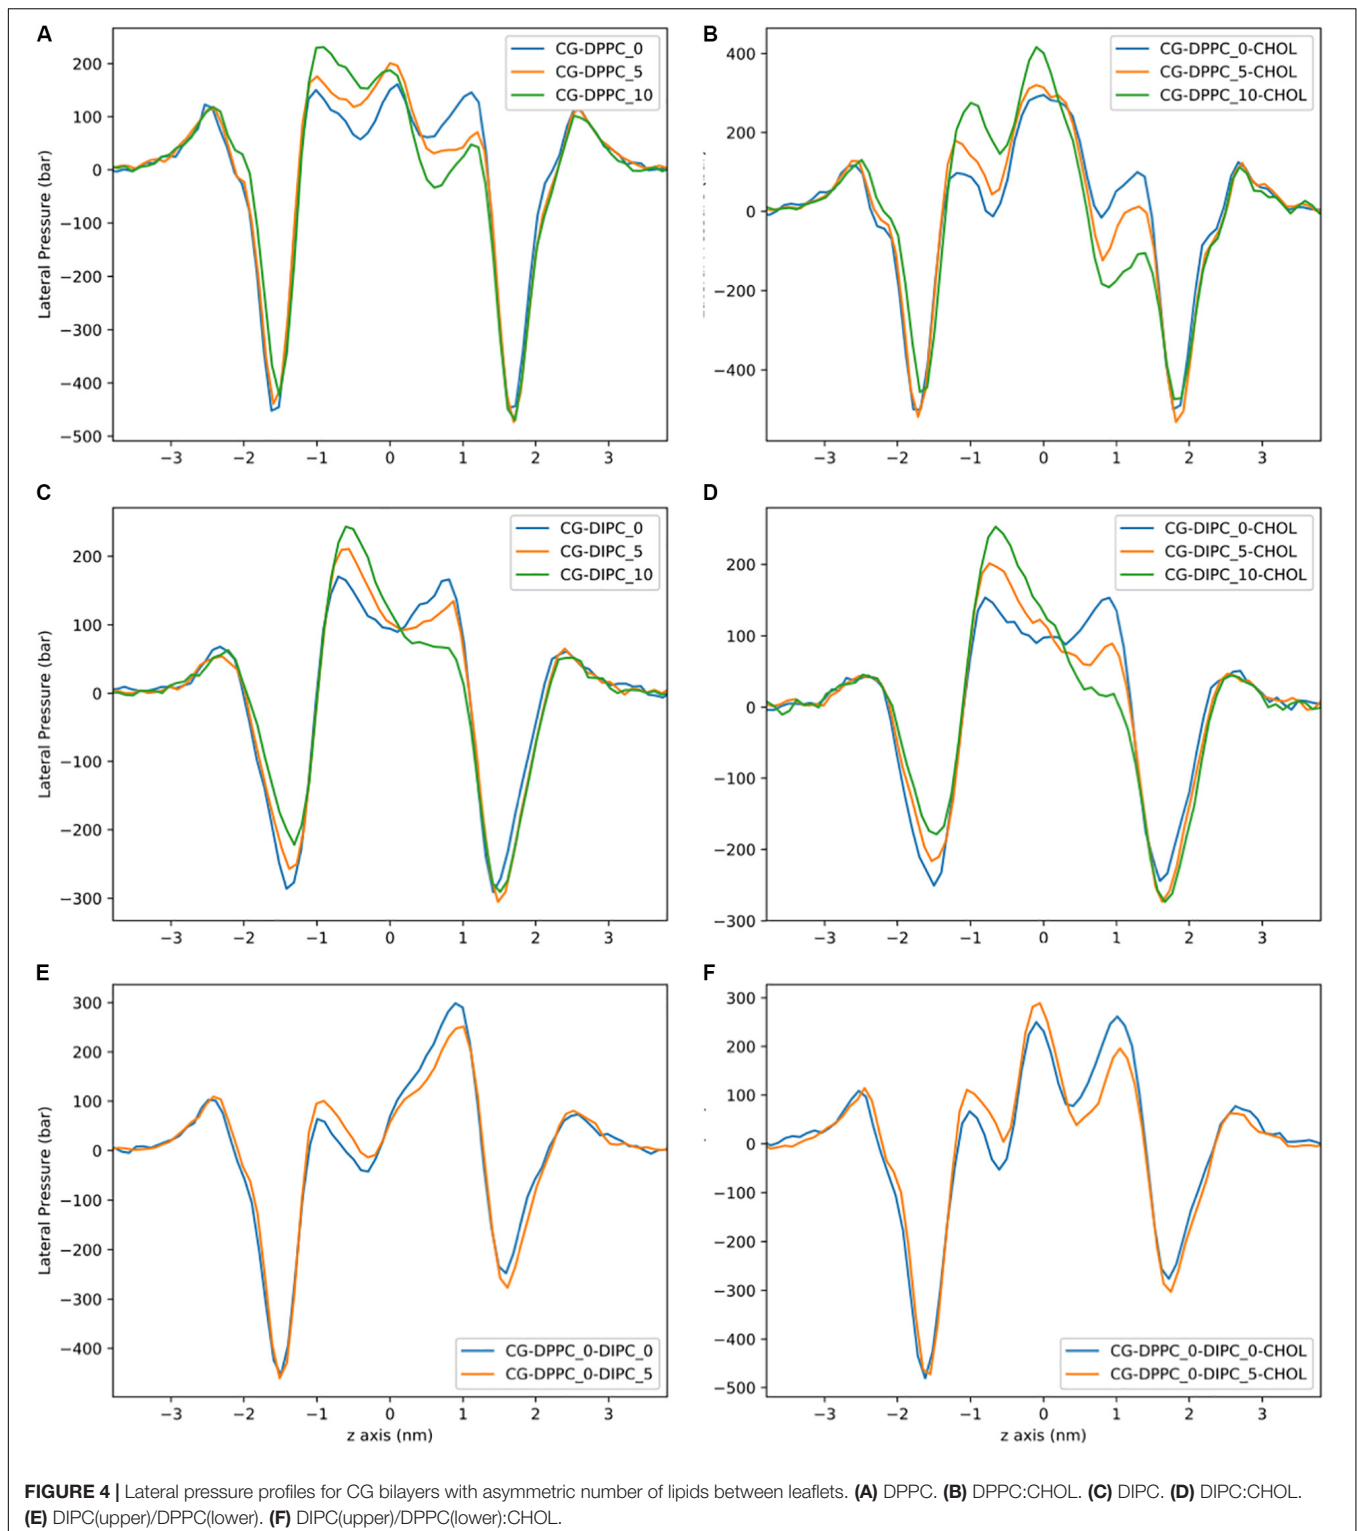 A
B
CG-DPPC_0
CG-DPPC_5
CG-DPPC_10
200
100
0
−100
−200
−300
−400
−500
Lateral Pressure (bar)
−3 −2 −1 0 1 2 3
CG-DPPC_0-CHOL
CG-DPPC_5-CHOL
CG-DPPC_10-CHOL
400
200
0
−200
−400
−3 −2 −1 0 1 2 3
C
D
CG-DIPC_0
CG-DIPC_5
CG-DIPC_10
200
100
0
−100
−200
−300
Lateral Pressure (bar)
−3 −2 −1 0 1 2 3
CG-DIPC_0-CHOL
CG-DIPC_5-CHOL
CG-DIPC_10-CHOL
200
100
0
−100
−200
−300
−3 −2 −1 0 1 2 3
E
F
300
200
100
0
−100
−200
−300
−400
Lateral Pressure (bar)
CG-DPPC_0-DIPC_0
CG-DPPC_0-DIPC_5
−3 −2 −1 0 1 2 3
z axis (nm)
300
200
100
0
−100
−200
−300
−400
−500
CG-DPPC_0-DIPC_0-CHOL
CG-DPPC_0-DIPC_5-CHOL
−3 −2 −1 0 1 2 3
z axis (nm)
FIGURE 4 | Lateral pressure profiles for CG bilayers with asymmetric number of lipids between leaflets. (A) DPPC. (B) DPPC:CHOL. (C) DIPC. (D) DIPC:CHOL.
(E) DIPC(upper)/DPPC(lower). (F) DIPC(upper)/DPPC(lower):CHOL.